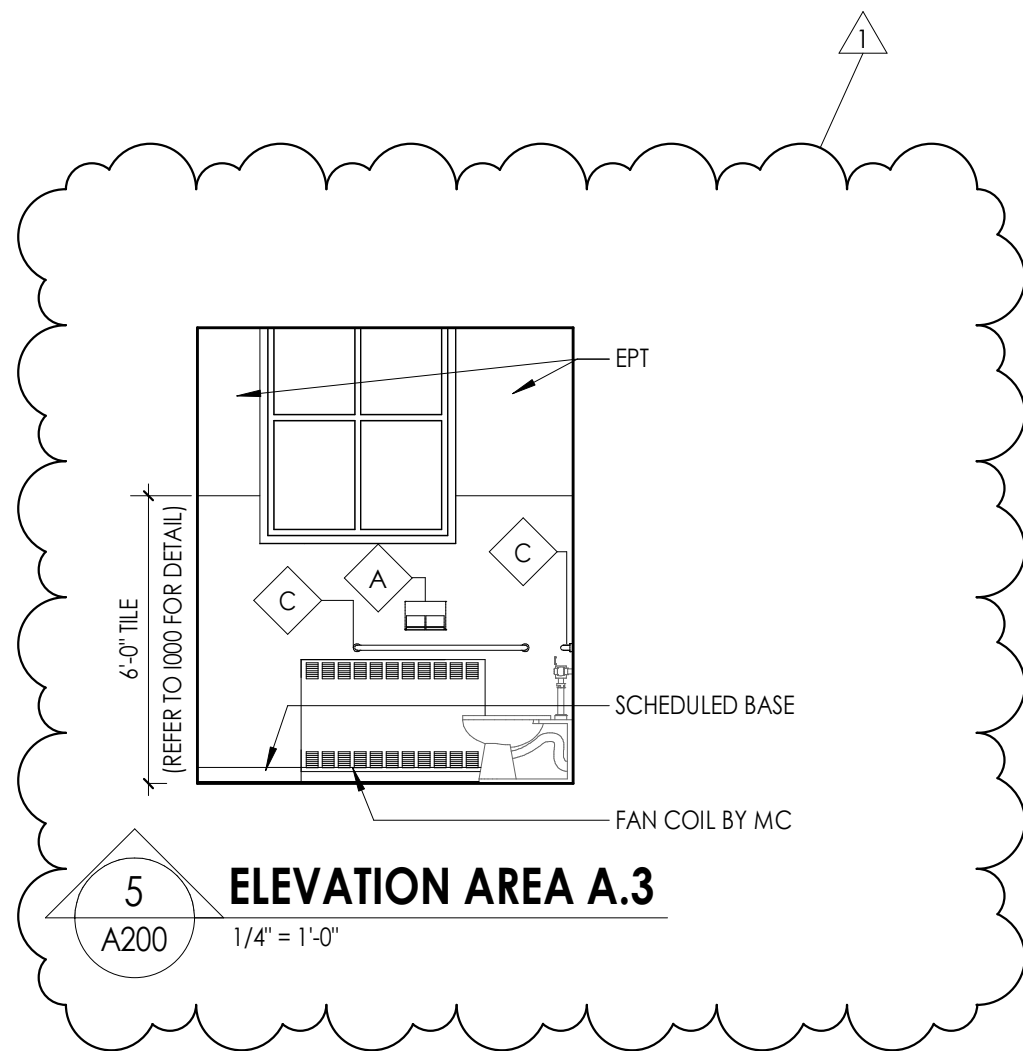 1
EPT
6'-0" TILE
(REFER TO I000 FOR DETAIL)
C
A
C
SCHEDULED BASE
FAN COIL BY MC
5
A200
ELEVATION AREA A.3
1/4" = 1'-0"